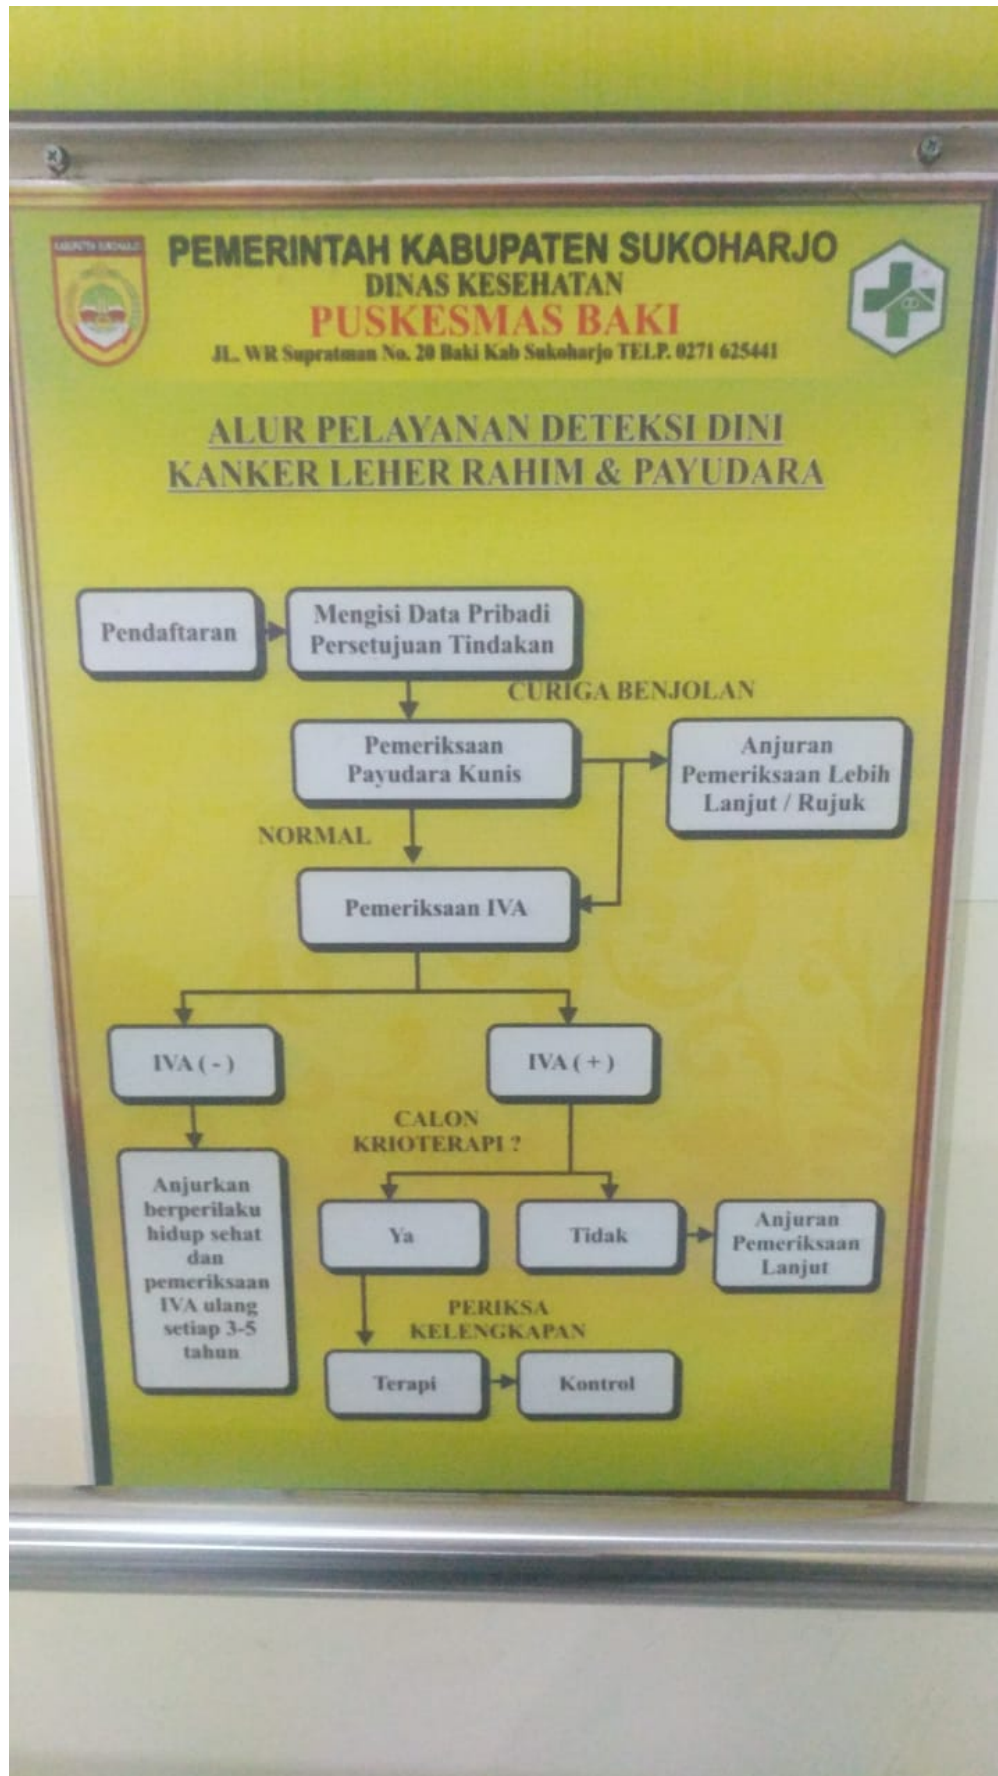 KABUPATEN SUKOHARJO
PEMERINTAH KABUPATEN SUKOHARJO
DINAS KESEHATAN
PUSKESMAS BAKI
JL. WR Supratman No. 20 Baki Kab Sukoharjo TELP. 0271 625441
ALUR PELAYANAN DETEKSI DINI
KANKER LEHER RAHIM & PAYUDARA
Pendaftaran
Mengisi Data Pribadi
Persetujuan Tindakan
CURIGA BENJOLAN
Pemeriksaan
Payudara Kunis
Anjuran
Pemeriksaan Lebih
Lanjut / Rujuk
NORMAL
Pemeriksaan IVA
IVA ( - )
IVA ( + )
Anjurkan
berperilaku
hidup sehat
dan
pemeriksaan
IVA ulang
setiap 3-5
tahun
CALON
KRIOTERAPI ?
Ya
Tidak
Anjuran
Pemeriksaan
Lanjut
PERIKSA
KELENGKAPAN
Terapi
Kontrol